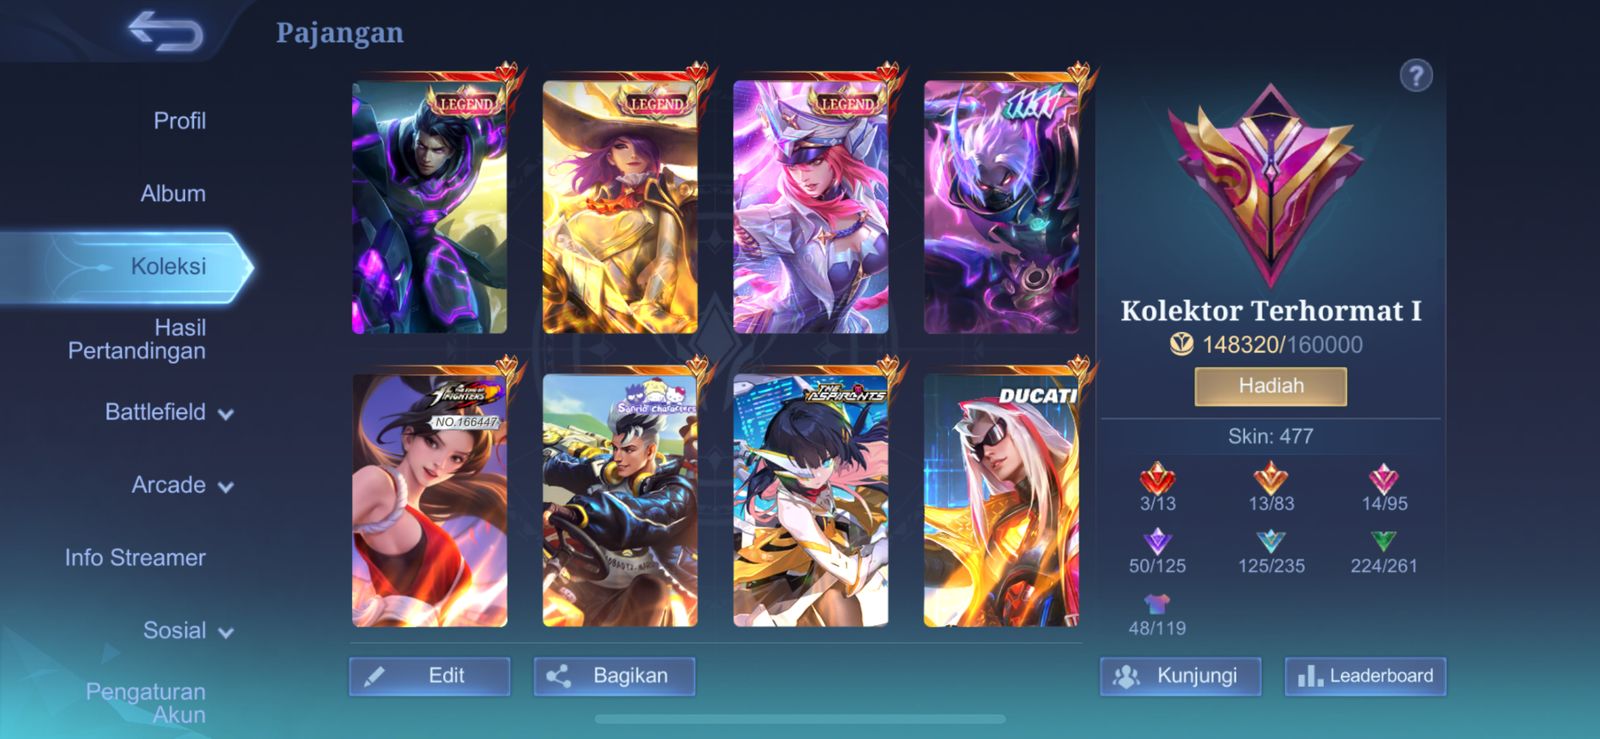 Pajangan
?
Profil
Album
Koleksi
Hasil
Pertandingan
Battlefield
Arcade
Info Streamer
Sosial
Pengaturan
Akun
LEGEND
LEGEND
LEGEND
THE KING OF
FIGHTERS
NO.166447
Sanrio characters
THE
ASPIRANTS
DUCATI
Edit
Bagikan
Kolektor Terhormat I
148320/160000
Hadiah
Skin: 477
3/13
13/83
14/95
50/125
125/235
224/261
48/119
Kunjungi
Leaderboard